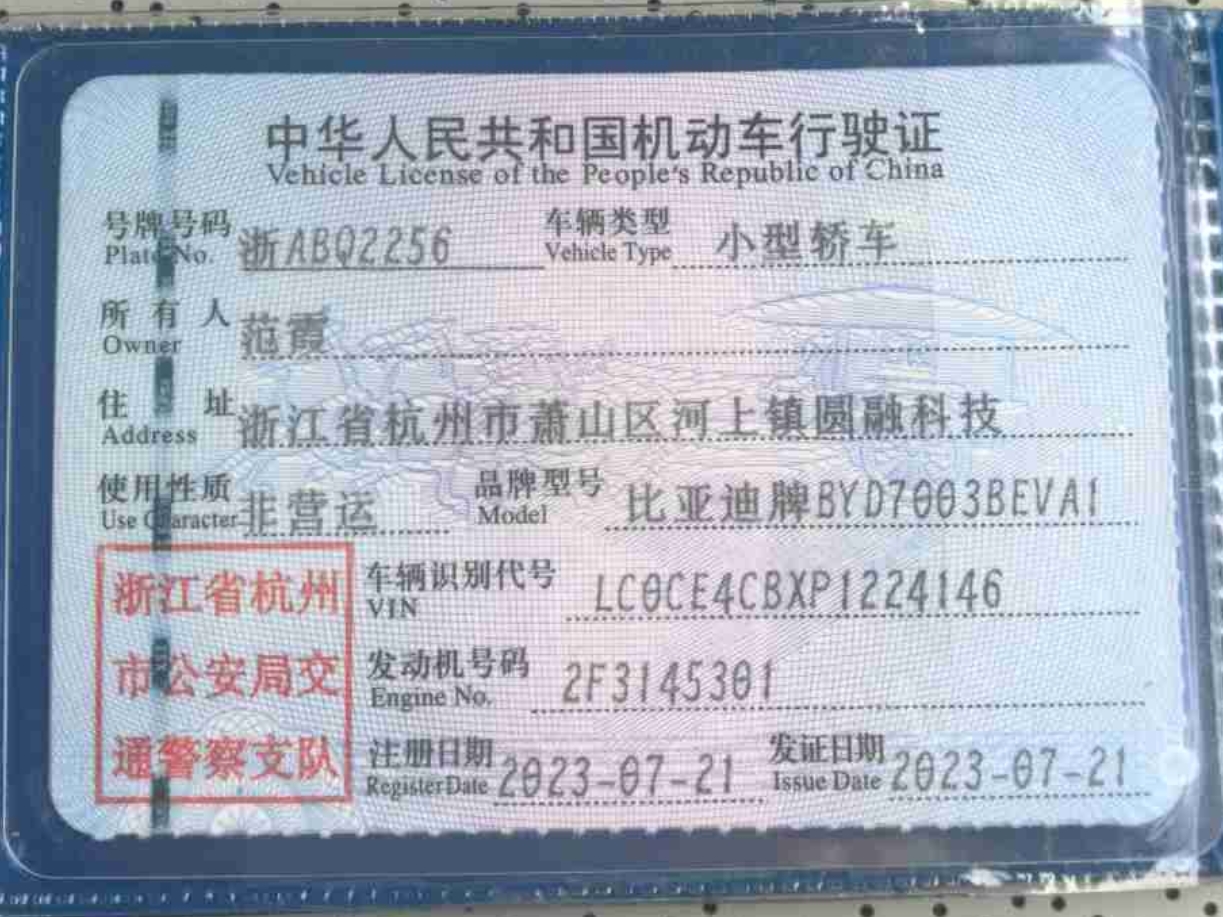 中华人民共和国机动车行驶证
Vehicle License of the People's Republic of China
号牌号码 浙ABQ2256 车辆类型 小型轿车
Plate No. Vehicle Type
所有人 范霞
Owner
住址 浙江省杭州市萧山区河上镇圆融科技
Address
使用性质 非营运 品牌型号 比亚迪牌BYD7003BEVA1
Use Character Model
浙江省杭州
市公安局交
通警察支队
车辆识别代号 LC0CE4CBXP1224146
VIN
发动机号码 2F3145301
Engine No.
注册日期 2023-07-21 发证日期 2023-07-21
Register Date Issue Date